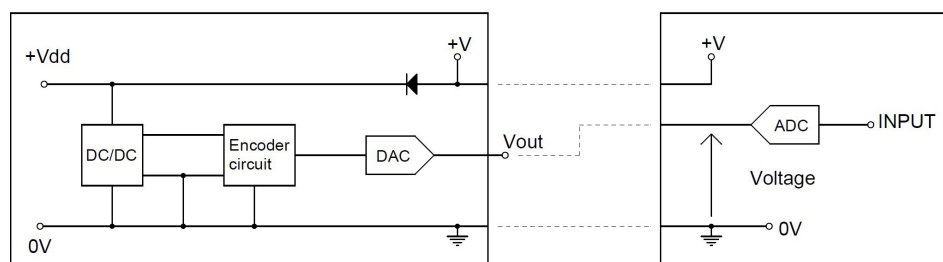 +Vdd
+V
DC/DC
Encoder
circuit
DAC
Vout
0V
+V
ADC
INPUT
Voltage
0V